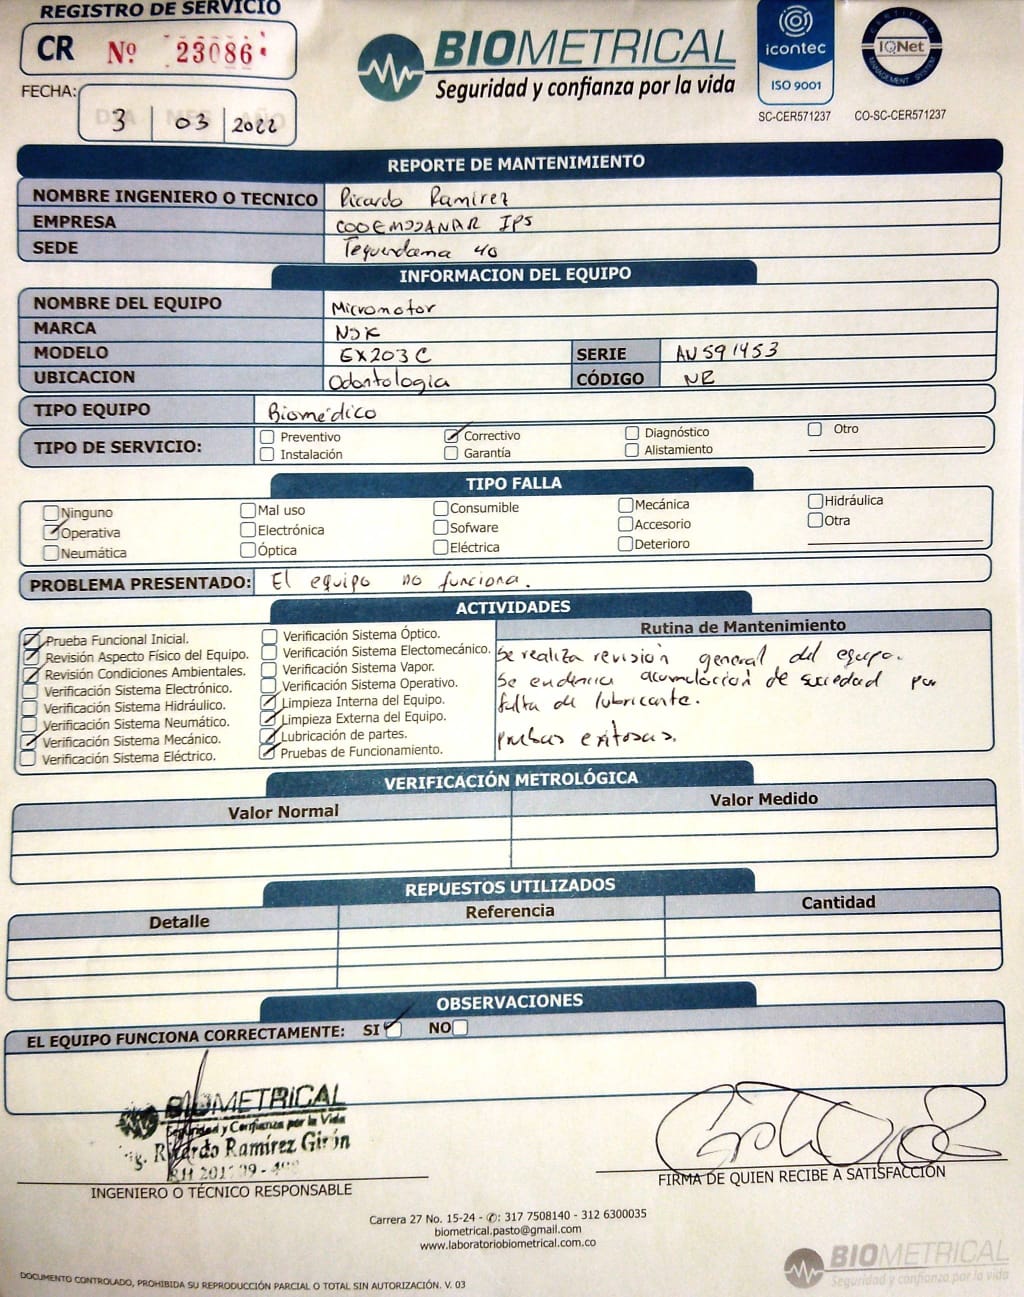 REGISTRO DE SERVICIO
CR Nº 23086
FECHA: 3 03 2022
BIOMETRICAL
Seguridad y confianza por la vida
icontec
ISO 9001
SC-CER571237
CERTIFIED
IQNet
MANAGEMENT SYSTEM
CO-SC-CER571237
REPORTE DE MANTENIMIENTO
NOMBRE INGENIERO O TECNICO Ricardo Ramirez
EMPRESA COOEMSSANAR IPS
SEDE Tequendama 40
INFORMACION DEL EQUIPO
NOMBRE DEL EQUIPO Micromotor
MARCA NSK
MODELO EX203C SERIE AU591453
UBICACION Odontologia CÓDIGO NR
TIPO EQUIPO Biomédico
TIPO DE SERVICIO:
Preventivo Correctivo Diagnóstico Otro
Instalación Garantía Alistamiento
TIPO FALLA
Ninguno Mal uso Consumible Mecánica Hidráulica
Operativa Electrónica Sofware Accesorio Otra
Neumática Óptica Eléctrica Deterioro
PROBLEMA PRESENTADO: El equipo no funciona.
ACTIVIDADES
Prueba Funcional Inicial.
Revisión Aspecto Físico del Equipo.
Revisión Condiciones Ambientales.
Verificación Sistema Electrónico.
Verificación Sistema Hidráulico.
Verificación Sistema Neumático.
Verificación Sistema Mecánico.
Verificación Sistema Eléctrico.
Verificación Sistema Óptico.
Verificación Sistema Electomecánico.
Verificación Sistema Vapor.
Verificación Sistema Operativo.
Limpieza Interna del Equipo.
Limpieza Externa del Equipo.
Lubricación de partes.
Pruebas de Funcionamiento.
Rutina de Mantenimiento
Se realiza revisión general del equipo.
Se evidencia acumulación de suciedad por
falta de lubricante.
pruebas exitosas.
VERIFICACIÓN METROLÓGICA
Valor Normal Valor Medido
REPUESTOS UTILIZADOS
Detalle Referencia Cantidad
OBSERVACIONES
EL EQUIPO FUNCIONA CORRECTAMENTE: SI NO
BIOMETRICAL
Seguridad y Confianza por la Vida
Ing. Ricardo Ramírez Girón
INGENIERO O TÉCNICO RESPONSABLE
FIRMA DE QUIEN RECIBE A SATISFACCIÓN
Carrera 27 No. 15-24 - ✆: 317 7508140 - 312 6300035
biometrical.pasto@gmail.com
www.laboratoriobiometrical.com.co
BIOMETRICAL
Seguridad y confianza por la vida
DOCUMENTO CONTROLADO, PROHIBIDA SU REPRODUCCIÓN PARCIAL O TOTAL SIN AUTORIZACIÓN. V. 03